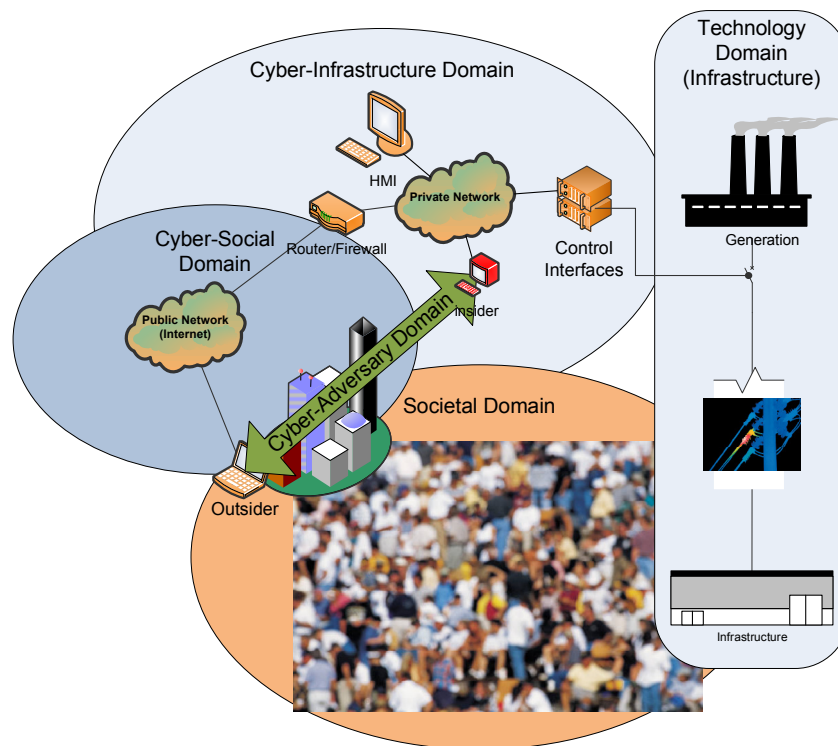 Technology
Domain
(Infrastructure)
Cyber-Infrastructure Domain
HMI
Private Network
Cyber-Social
Domain
Router/Firewall
Control
Interfaces
Generation
insider
Public Network
(Internet)
Cyber-Adversary Domain
Societal Domain
Outsider
Infrastructure